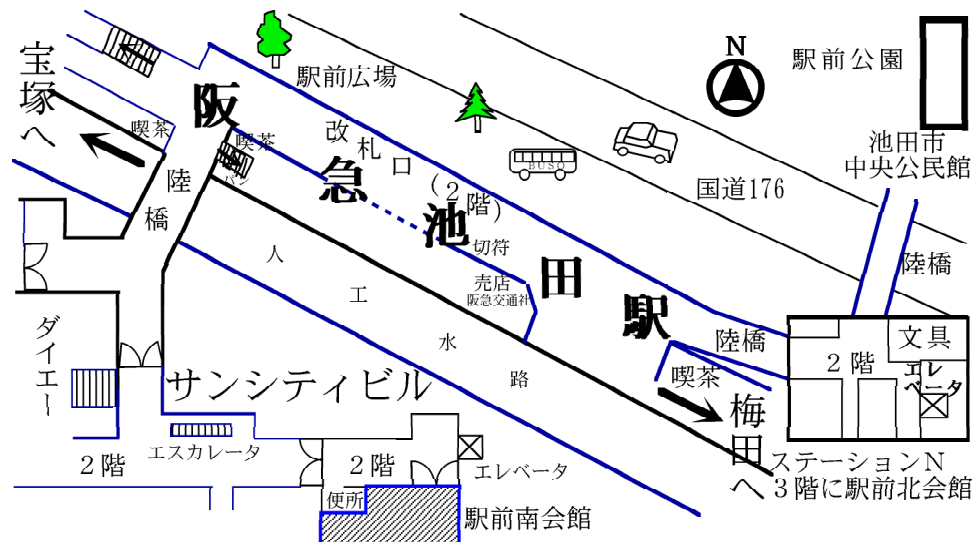 宝塚へ
阪急池田駅
駅前広場
N
駅前公園
池田市
中央公民館
喫茶
喫茶
パン
改札口
(2階)
国道176
BUS
陸橋
陸橋
切符
売店
阪急交通社
人工水路
陸橋
文具
2階
エレ
ベータ
喫茶
梅田へ
ダイエー
サンシティビル
エスカレータ
2階
2階
エレベータ
便所
駅前南会館
ステーションN
3階に駅前北会館